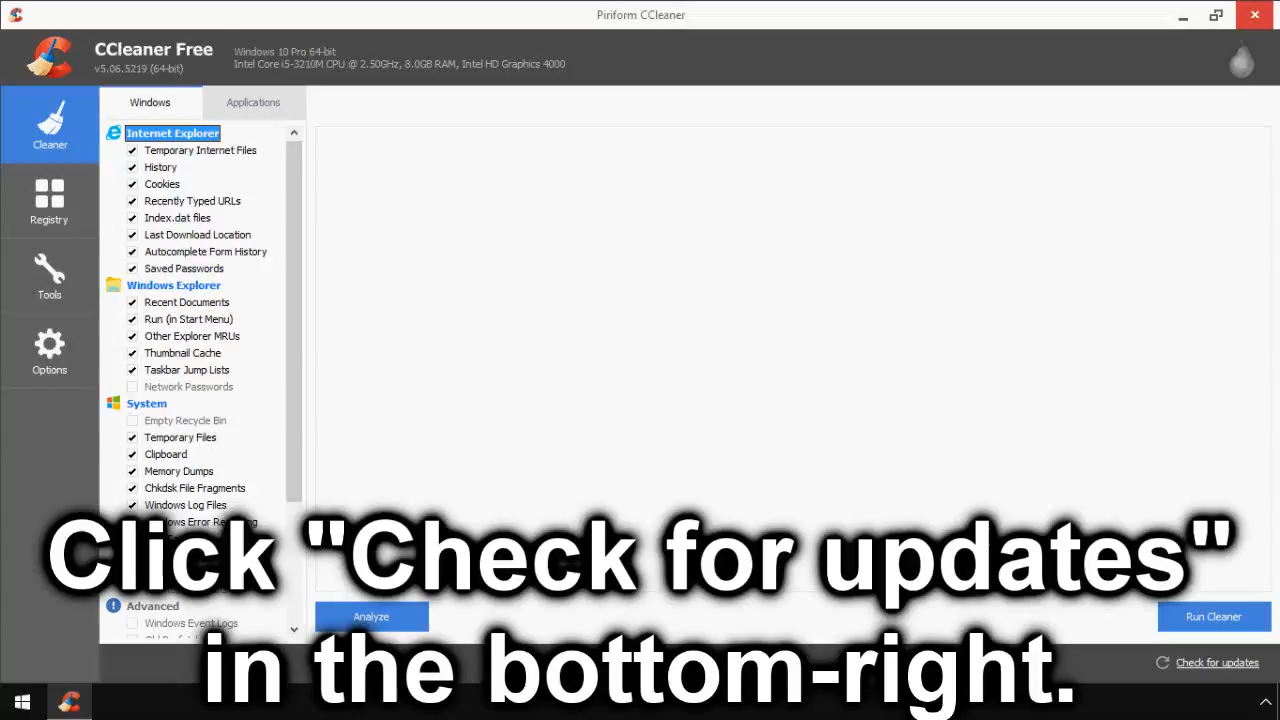 Piriform CCleaner
CCleaner Free
v5.06.5219 (64-bit)
Windows 10 Pro 64-bit
Intel Core i5-3210M CPU @ 2.50GHz, 8.0GB RAM, Intel HD Graphics 4000
Cleaner
Registry
Tools
Options
Windows
Applications
Internet Explorer
Temporary Internet Files
History
Cookies
Recently Typed URLs
Index.dat files
Last Download Location
Autocomplete Form History
Saved Passwords
Windows Explorer
Recent Documents
Run (in Start Menu)
Other Explorer MRUs
Thumbnail Cache
Taskbar Jump Lists
Network Passwords
System
Empty Recycle Bin
Temporary Files
Clipboard
Memory Dumps
Chkdsk File Fragments
Windows Log Files
Click "Check for updates"
Advanced
Windows Event Logs
Analyze
Run Cleaner
in the bottom-right.
Check for updates